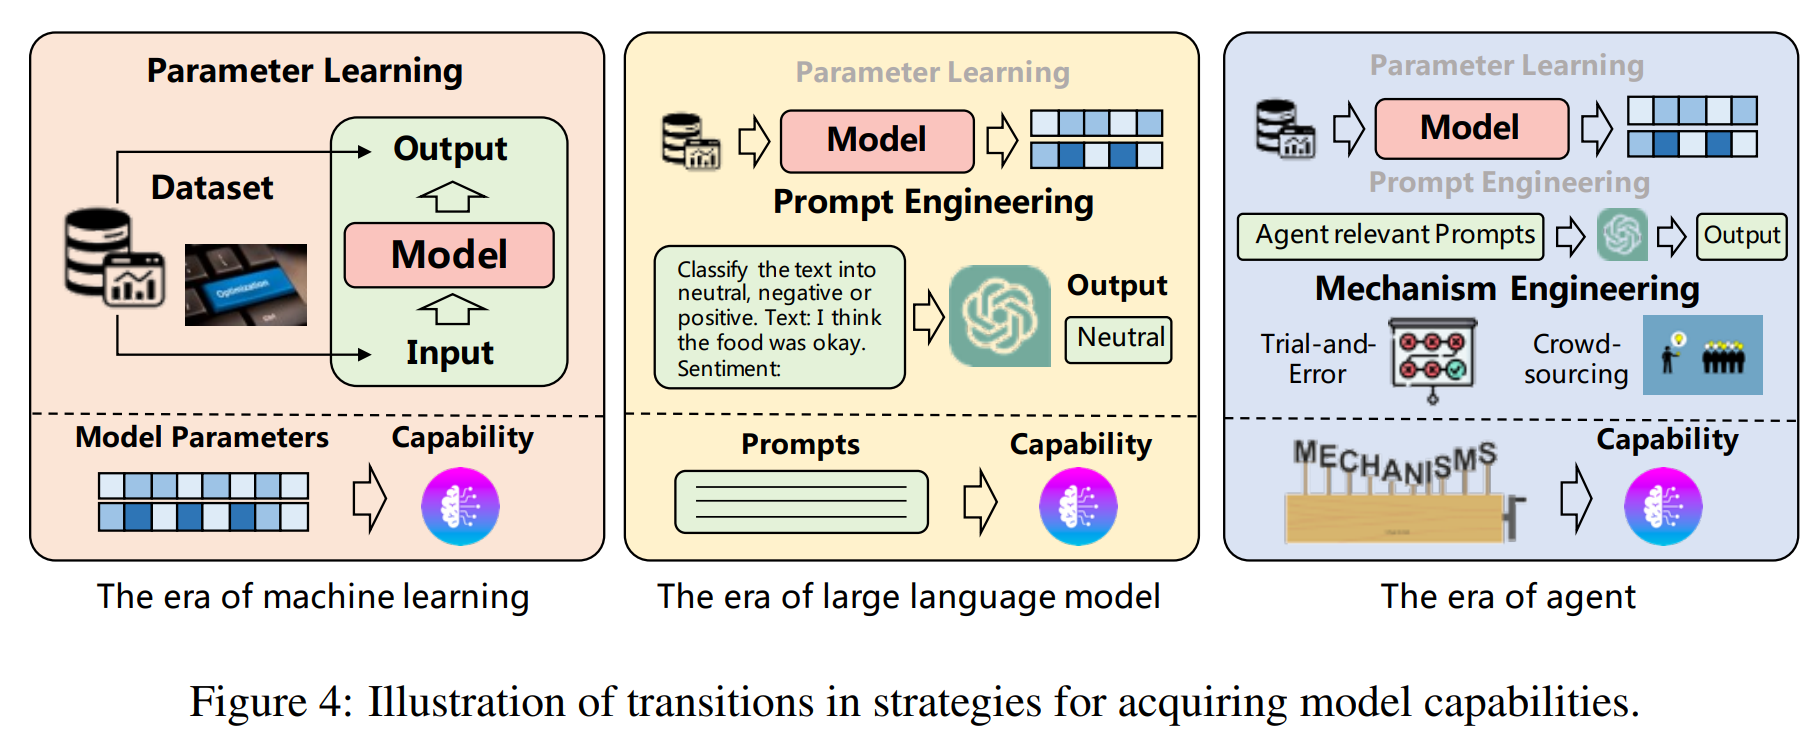 Parameter Learning
Output
Dataset
Model
Optimization
Input
Model Parameters
Capability
The era of machine learning
Parameter Learning
Model
Prompt Engineering
Classify the text into
neutral, negative or
positive. Text: I think
the food was okay.
Sentiment:
Output
Neutral
Prompts
Capability
The era of large language model
Parameter Learning
Model
Prompt Engineering
Agent relevant Prompts
Output
Mechanism Engineering
Trial-and-
Error
Crowd-
sourcing
MECHANISMS
Capability
The era of agent
Figure 4: Illustration of transitions in strategies for acquiring model capabilities.